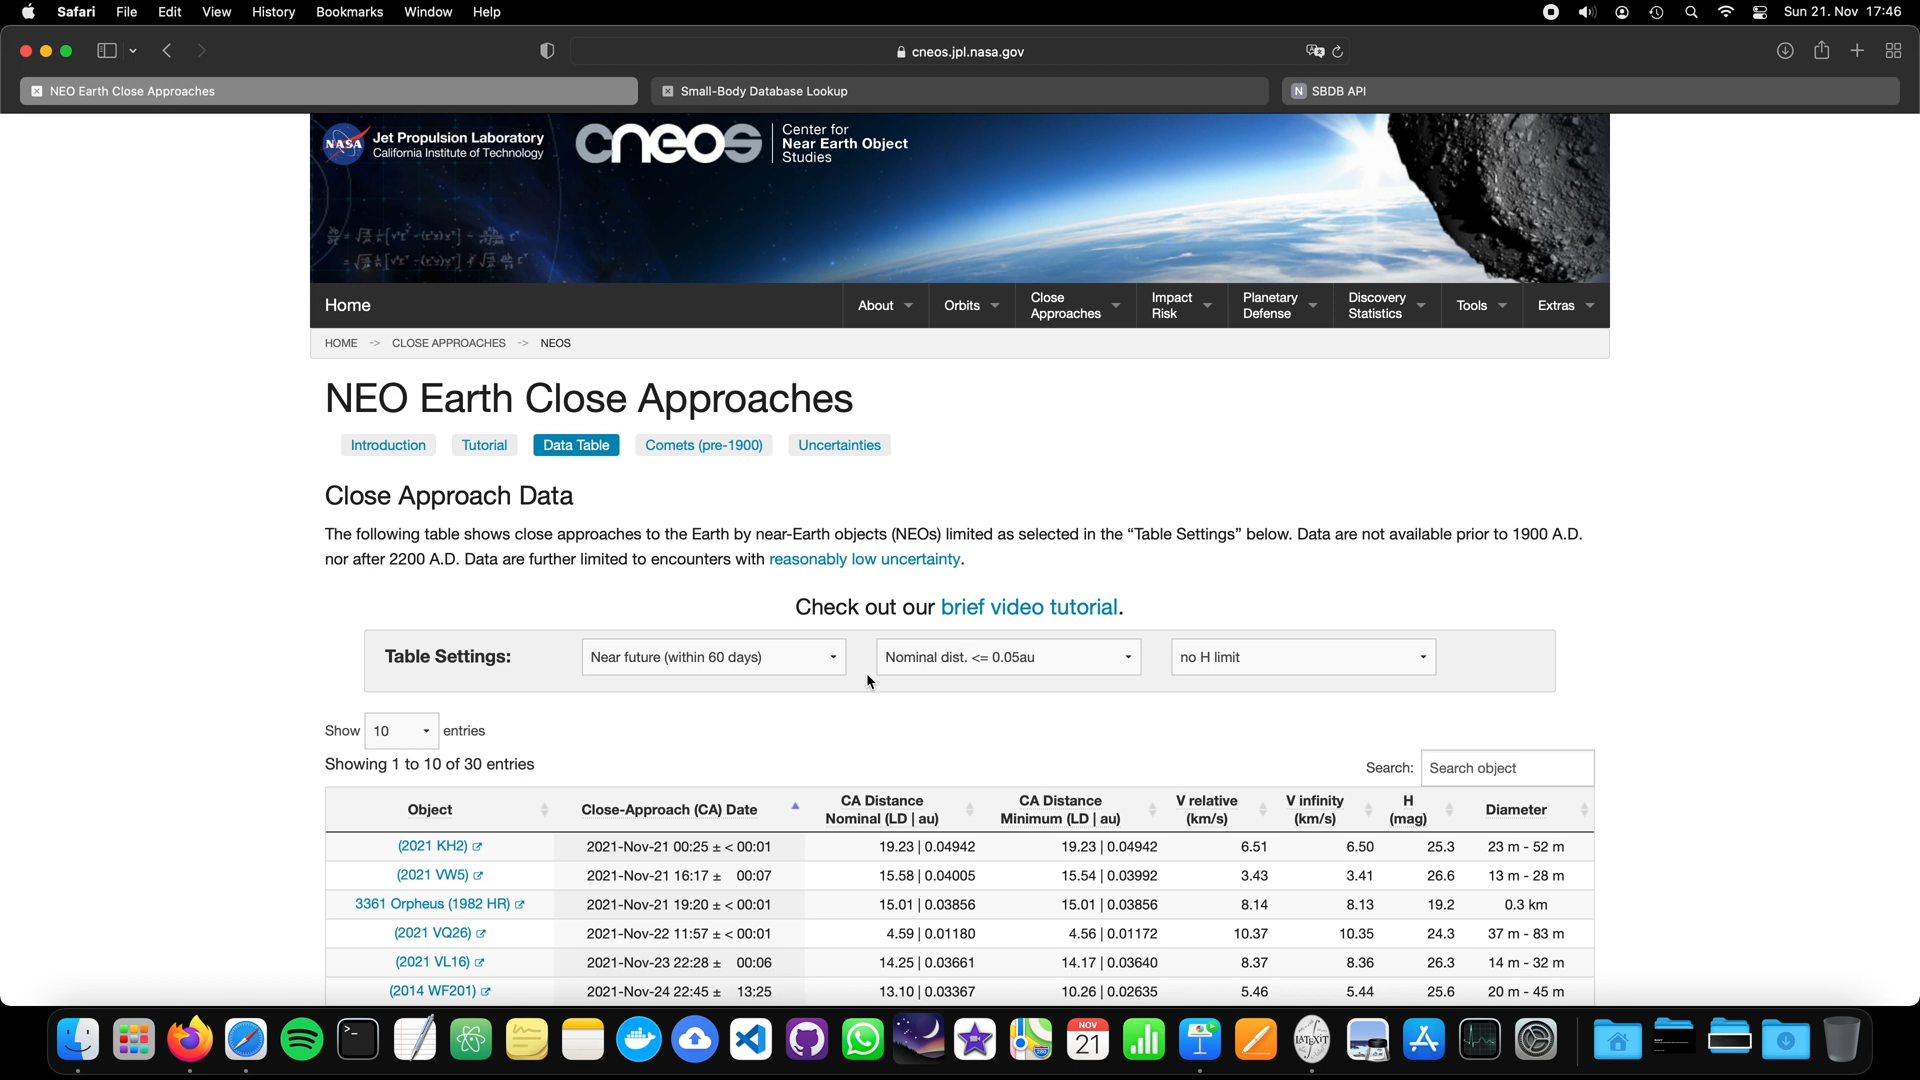 Safari File Edit View History Bookmarks Window Help Sun 21. Nov 17:46
cneos.jpl.nasa.gov
NEO Earth Close Approaches Small-Body Database Lookup N SBDB API
NASA Jet Propulsion Laboratory
California Institute of Technology
cneos Center for
Near Earth Object
Studies
Home About Orbits Close Approaches Impact Risk Planetary Defense Discovery Statistics Tools Extras
HOME -> CLOSE APPROACHES -> NEOS
NEO Earth Close Approaches
Introduction Tutorial Data Table Comets (pre-1900) Uncertainties
Close Approach Data
The following table shows close approaches to the Earth by near-Earth objects (NEOs) limited as selected in the “Table Settings” below. Data are not available prior to 1900 A.D.
nor after 2200 A.D. Data are further limited to encounters with reasonably low uncertainty.
Check out our brief video tutorial.
Table Settings: Near future (within 60 days) Nominal dist. <= 0.05au no H limit
Show 10 entries
Showing 1 to 10 of 30 entries
Search: Search object
Object Close-Approach (CA) Date CA Distance Nominal (LD | au) CA Distance Minimum (LD | au) V relative (km/s) V infinity (km/s) H (mag) Diameter
(2021 KH2) 2021-Nov-21 00:25 ± < 00:01 19.23 | 0.04942 19.23 | 0.04942 6.51 6.50 25.3 23 m - 52 m
(2021 VW5) 2021-Nov-21 16:17 ± 00:07 15.58 | 0.04005 15.54 | 0.03992 3.43 3.41 26.6 13 m - 28 m
3361 Orpheus (1982 HR) 2021-Nov-21 19:20 ± < 00:01 15.01 | 0.03856 15.01 | 0.03856 8.14 8.13 19.2 0.3 km
(2021 VQ26) 2021-Nov-22 11:57 ± < 00:01 4.59 | 0.01180 4.56 | 0.01172 10.37 10.35 24.3 37 m - 83 m
(2021 VL16) 2021-Nov-23 22:28 ± 00:06 14.25 | 0.03661 14.17 | 0.03640 8.37 8.36 26.3 14 m - 32 m
(2014 WF201) 2021-Nov-24 22:45 ± 13:25 13.10 | 0.03367 10.26 | 0.02635 5.46 5.44 25.6 20 m - 45 m
NOV
21
LATEXIT